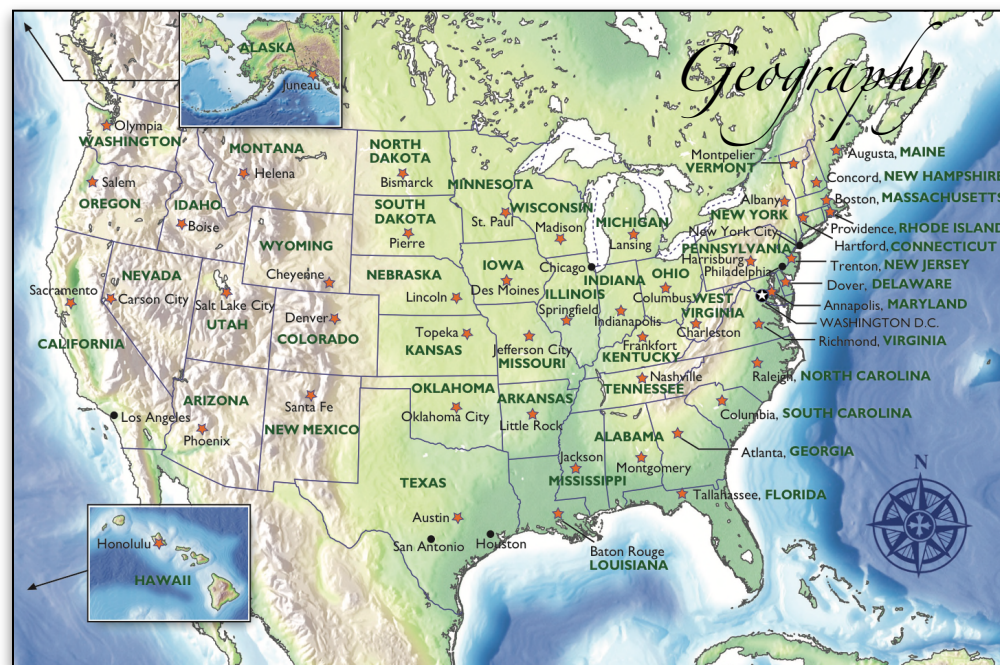 Geography
ALASKA
Juneau
Olympia
WASHINGTON
MONTANA
Helena
NORTH
DAKOTA
Bismarck
MINNESOTA
St. Paul
Montpelier
VERMONT
Augusta, MAINE
Concord, NEW HAMPSHIRE
Salem
OREGON
IDAHO
Boise
SOUTH
DAKOTA
Pierre
WISCONSIN
Madison
MICHIGAN
Lansing
Albany
NEW YORK
New York City
Boston, MASSACHUSETTS
Providence, RHODE ISLAND
Hartford, CONNECTICUT
WYOMING
Cheyenne
NEBRASKA
Lincoln
IOWA
Des Moines
Chicago
ILLINOIS
Springfield
INDIANA
Indianapolis
OHIO
Columbus
PENNSYLVANIA
Harrisburg
Philadelphia
Trenton, NEW JERSEY
Dover, DELAWARE
Annapolis, MARYLAND
WASHINGTON D.C.
Richmond, VIRGINIA
NEVADA
Sacramento
Carson City
Salt Lake City
UTAH
Denver
COLORADO
Topeka
KANSAS
Jefferson City
MISSOURI
WEST
VIRGINIA
Charleston
Frankfort
KENTUCKY
CALIFORNIA
Los Angeles
ARIZONA
Phoenix
Santa Fe
NEW MEXICO
OKLAHOMA
Oklahoma City
ARKANSAS
Little Rock
Nashville
TENNESSEE
Raleigh, NORTH CAROLINA
Columbia, SOUTH CAROLINA
ALABAMA
Montgomery
Atlanta, GEORGIA
Jackson
MISSISSIPPI
TEXAS
Austin
San Antonio
Houston
Baton Rouge
LOUISIANA
Tallahassee, FLORIDA
N
Honolulu
HAWAII